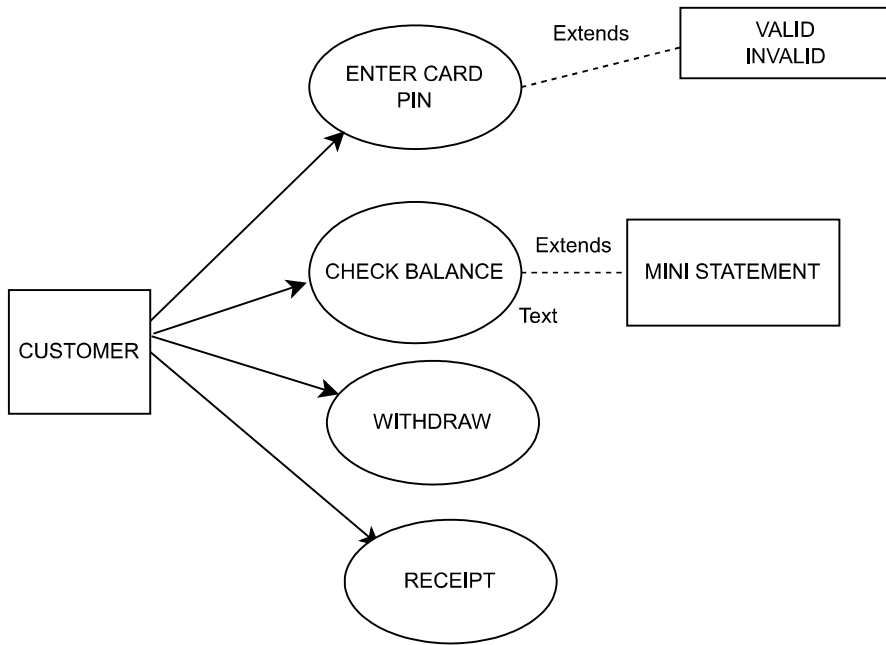 Extends
VALID
INVALID
ENTER CARD
PIN
Extends
CHECK BALANCE
MINI STATEMENT
Text
CUSTOMER
WITHDRAW
RECEIPT